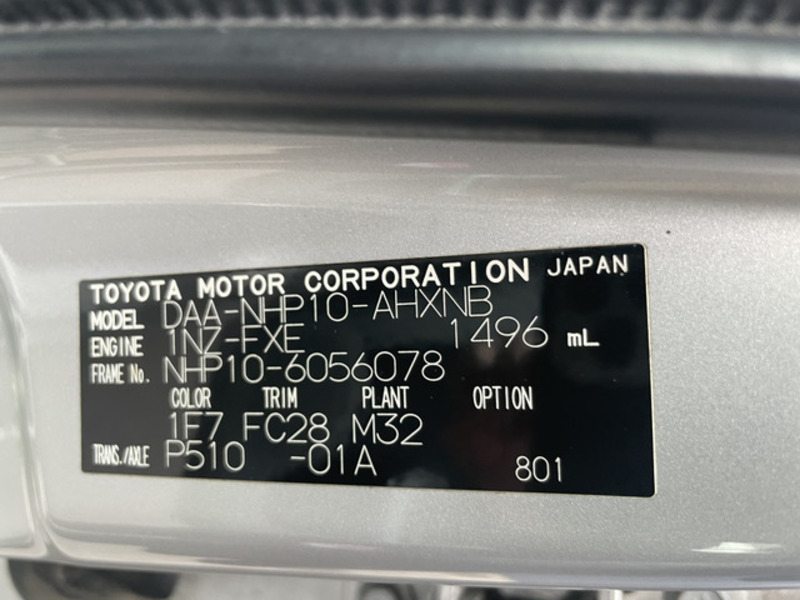 TOYOTA MOTOR CORPORATION JAPAN
MODEL DAA-NHP10-AHXNB
ENGINE 1NZ-FXE 1496 mL
FRAME No. NHP10-6056078
COLOR TRIM PLANT OPTION
1F7 FC28 M32
TRANS./AXLE P510 -01A 801